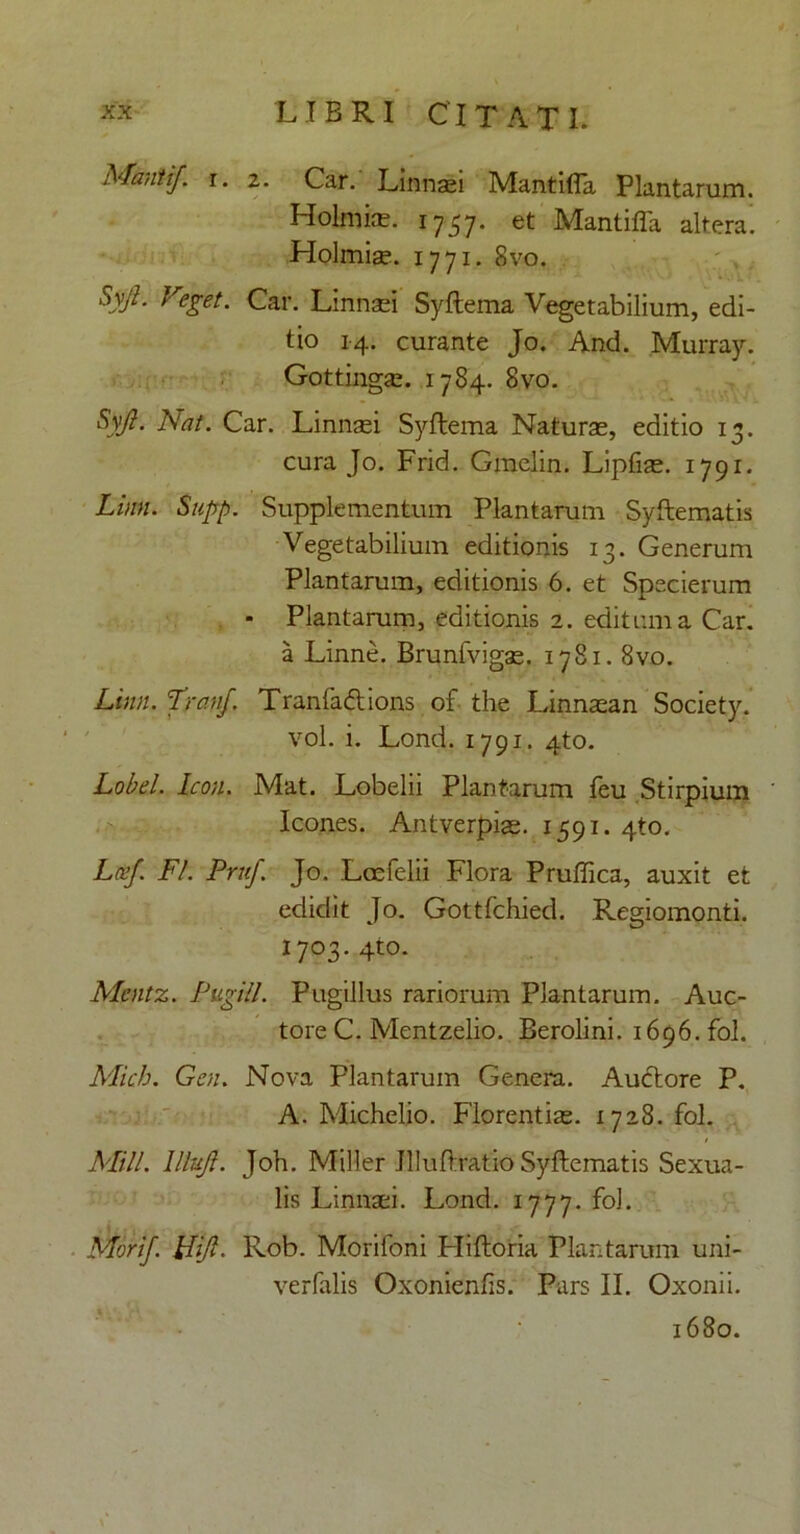 xx LIBRI CITATI.
Mantiſ. 1. 2. Car. Linnæi Mantiſſa Plantarum.
Holmiæ. 1757. et Mantiſſa altera.
Holmiæ. 1771. 8vo.
Syſt. Veget. Car. Linnæi Syſtema Vegetabilium, edi-
tio 14. curante Jo. And. Murray.
Gottingæ. 1784. 8vo.
Syſt. Nat. Car. Linnæi Syſtema Naturæ, editio 13.
cura Jo. Frid. Gmelin. Lipſiæ. 1791.
Linn. Supp. Supplementum Plantarum Syſtematis
Vegetabilium editionis 13. Generum
Plantarum, editionis 6. et Specierum
- Plantarum, editionis 2. editum a Car.
à Linnè. Brunſvigæ. 1781. 8vo.
Linn. Tranſ. Tranſactions of the Linnæan Society.
vol. i. Lond. 1791. 4to.
Lobel. Icon. Mat. Lobelii Plantarum ſeu Stirpium
Icones. Antverpiæ. 1591. 4to.
Lœſ. Fl. Pruſ. Jo. Lœſelii Flora Pruſſica, auxit et
edidit Jo. Gottſchied. Regiomonti.
1703. 4to.
Mentz. Pugill. Pugillus rariorum Plantarum. Auc-
tore C. Mentzelio. Berolini. 1696. fol.
Mich. Gen. Nova Plantarum Genera. Auctore P.
A. Michelio. Florentiæ. 1728. fol.
Mill. Illuſt. Joh. Miller Illuſtratio Syſtematis Sexua-
lis Linnæi. Lond. 1777. fol.
Moriſ. Hiſt. Rob. Moriſoni Hiſtoria Plantarum uni-
verſalis Oxonienſis. Pars II. Oxonii.
1680.